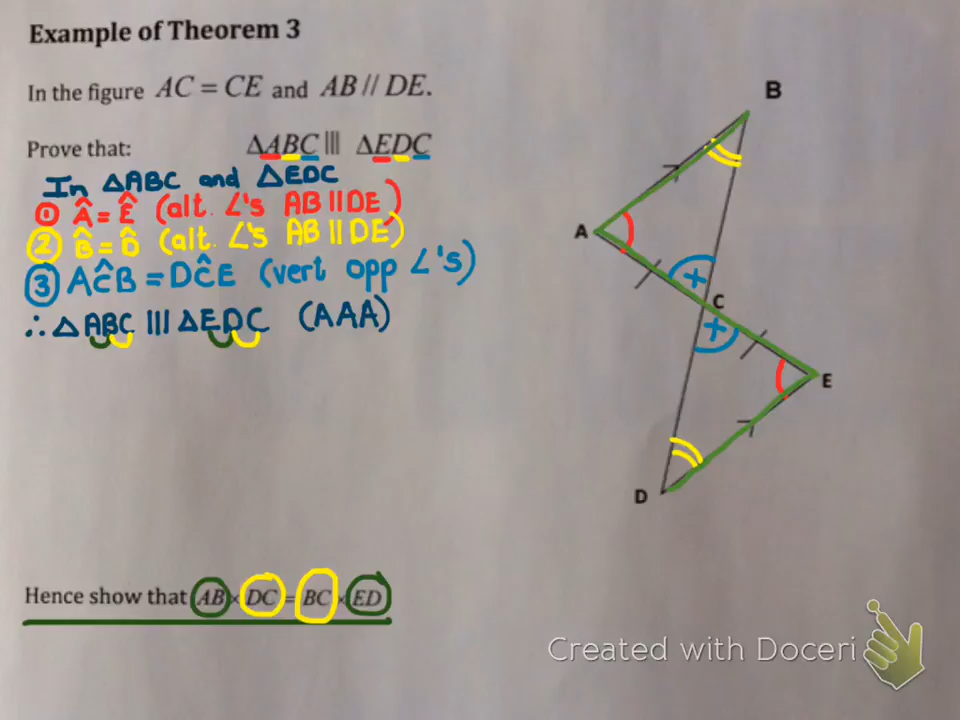 Example of Theorem 3
In the figure AC = CE and AB // DE.
Prove that: ΔABC ||| ΔEDC
In ΔABC and ΔEDC
① Â = Ê (alt. ∠'s AB || DE)
② B̂ = D̂ (alt. ∠'s AB || DE)
③ AĈB = DĈE (vert opp ∠'s)
∴ ΔABC ||| ΔEDC (AAA)
Hence show that AB × DC = BC × ED
B
A
C
E
D
Created with Doceri